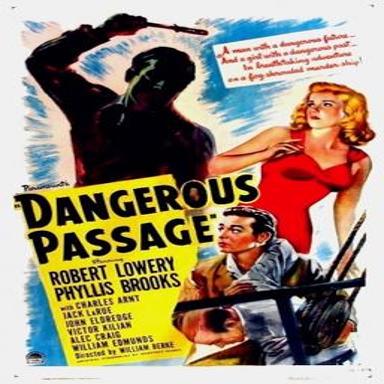 A man with a dangerous future—
And a girl with a dangerous past—
In breathtaking adventure
on a fog-shrouded murder ship!
Paramount's
"DANGEROUS
PASSAGE"
Starring
ROBERT LOWERY
PHYLLIS BROOKS
with CHARLES ARNT
JACK LaRUE
JOHN ELDREDGE
VICTOR KILIAN
ALEC CRAIG
WILLIAM EDMUNDS
Directed by WILLIAM BERKE